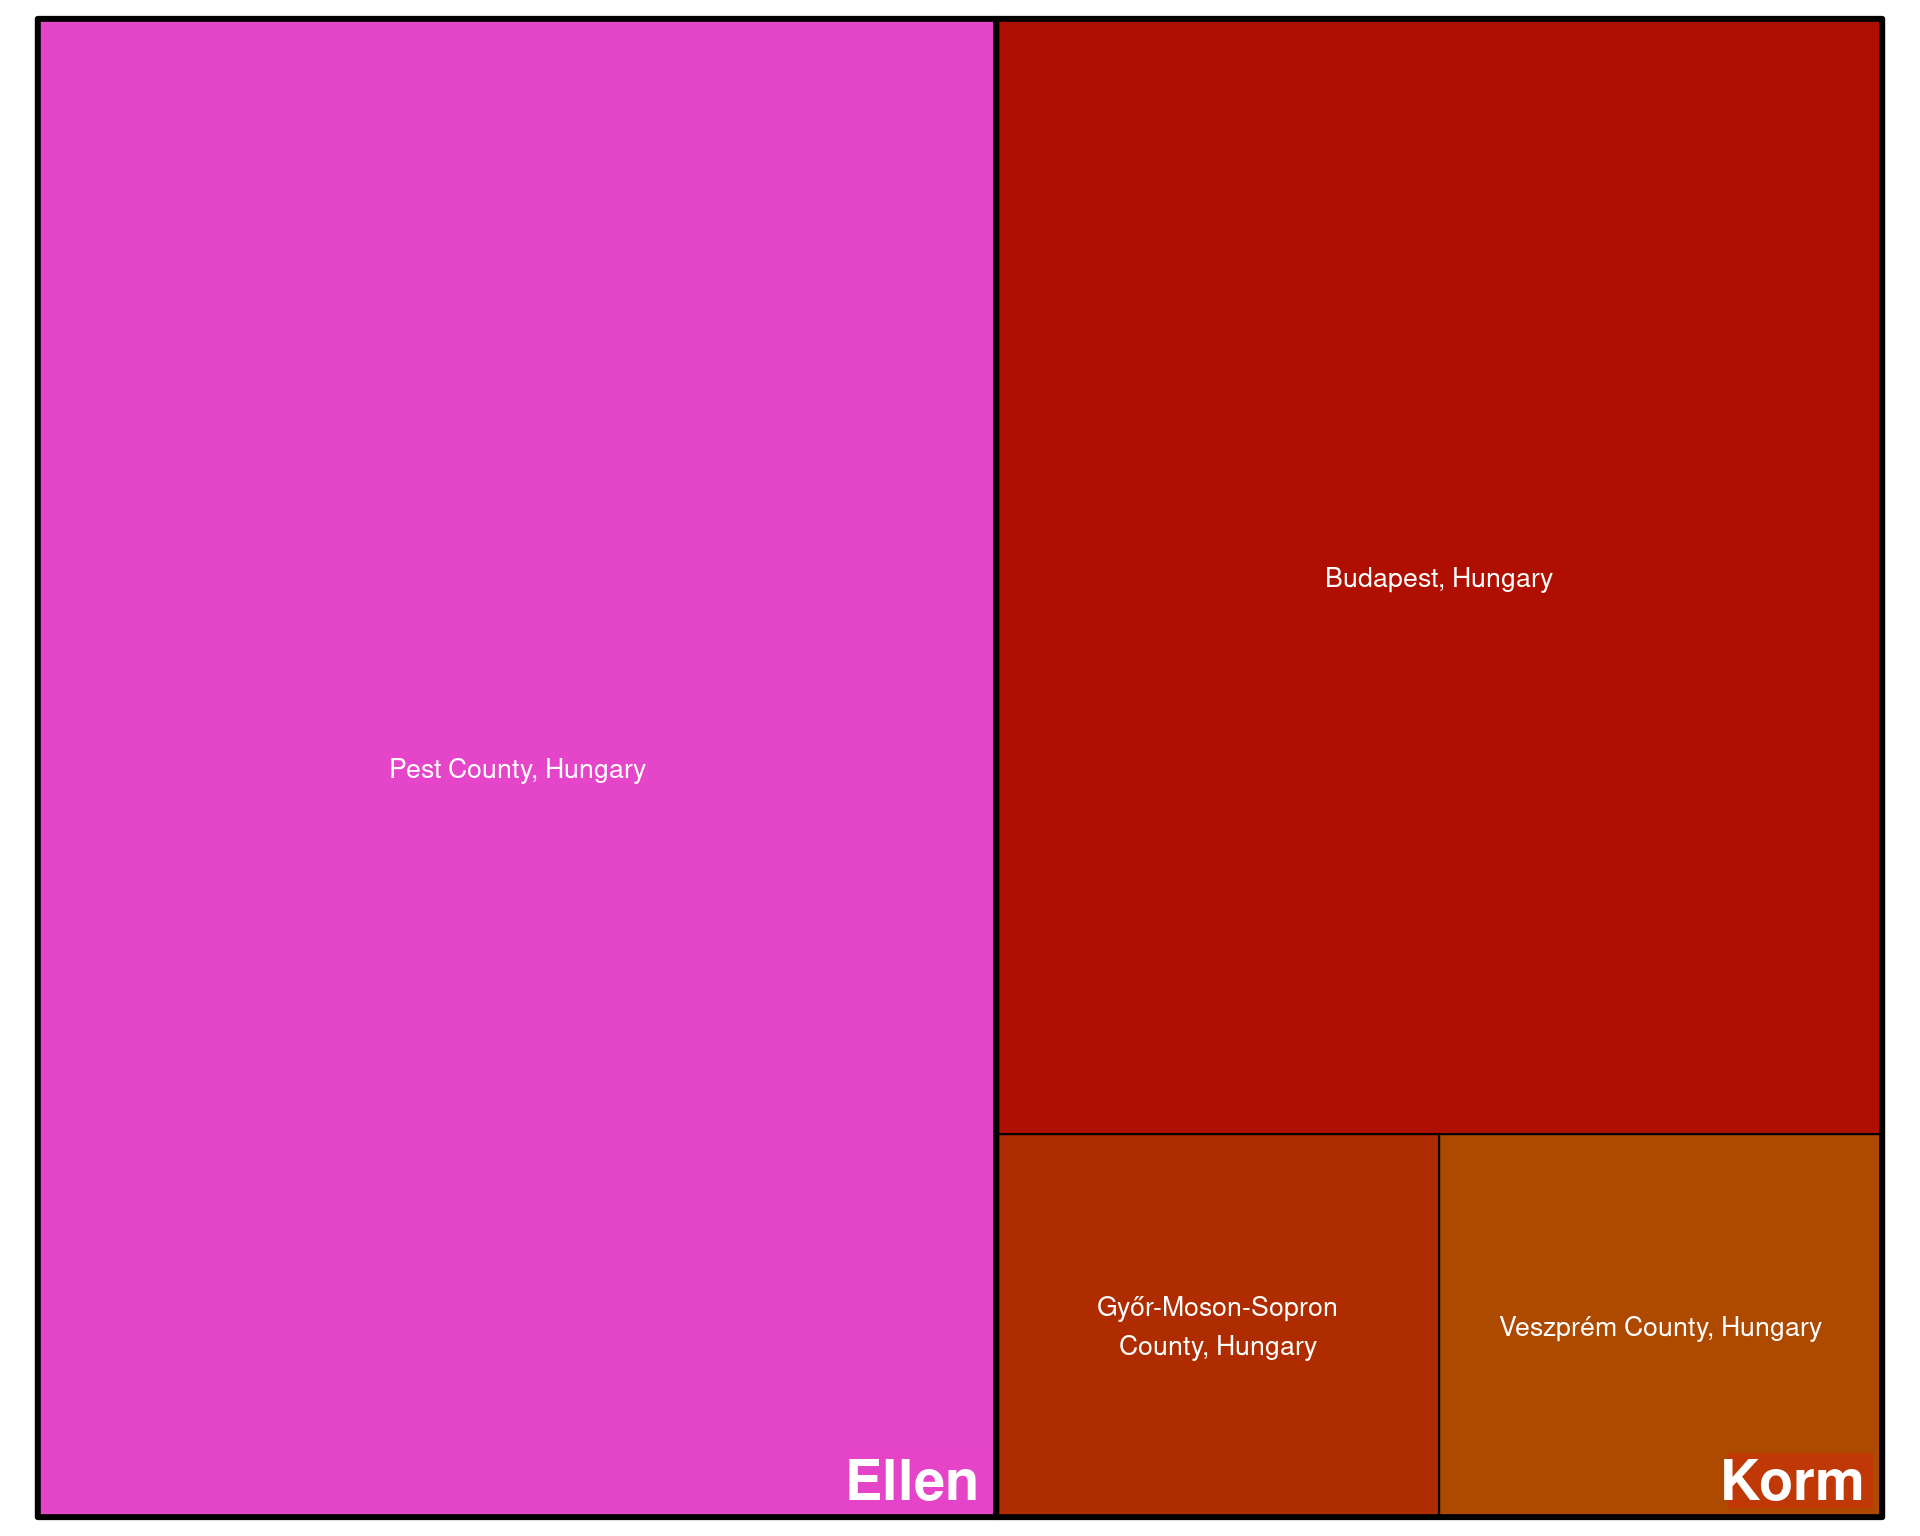 Budapest, Hungary
Pest County, Hungary
Győr-Moson-Sopron
County, Hungary
Veszprém County, Hungary
Ellen
Korm